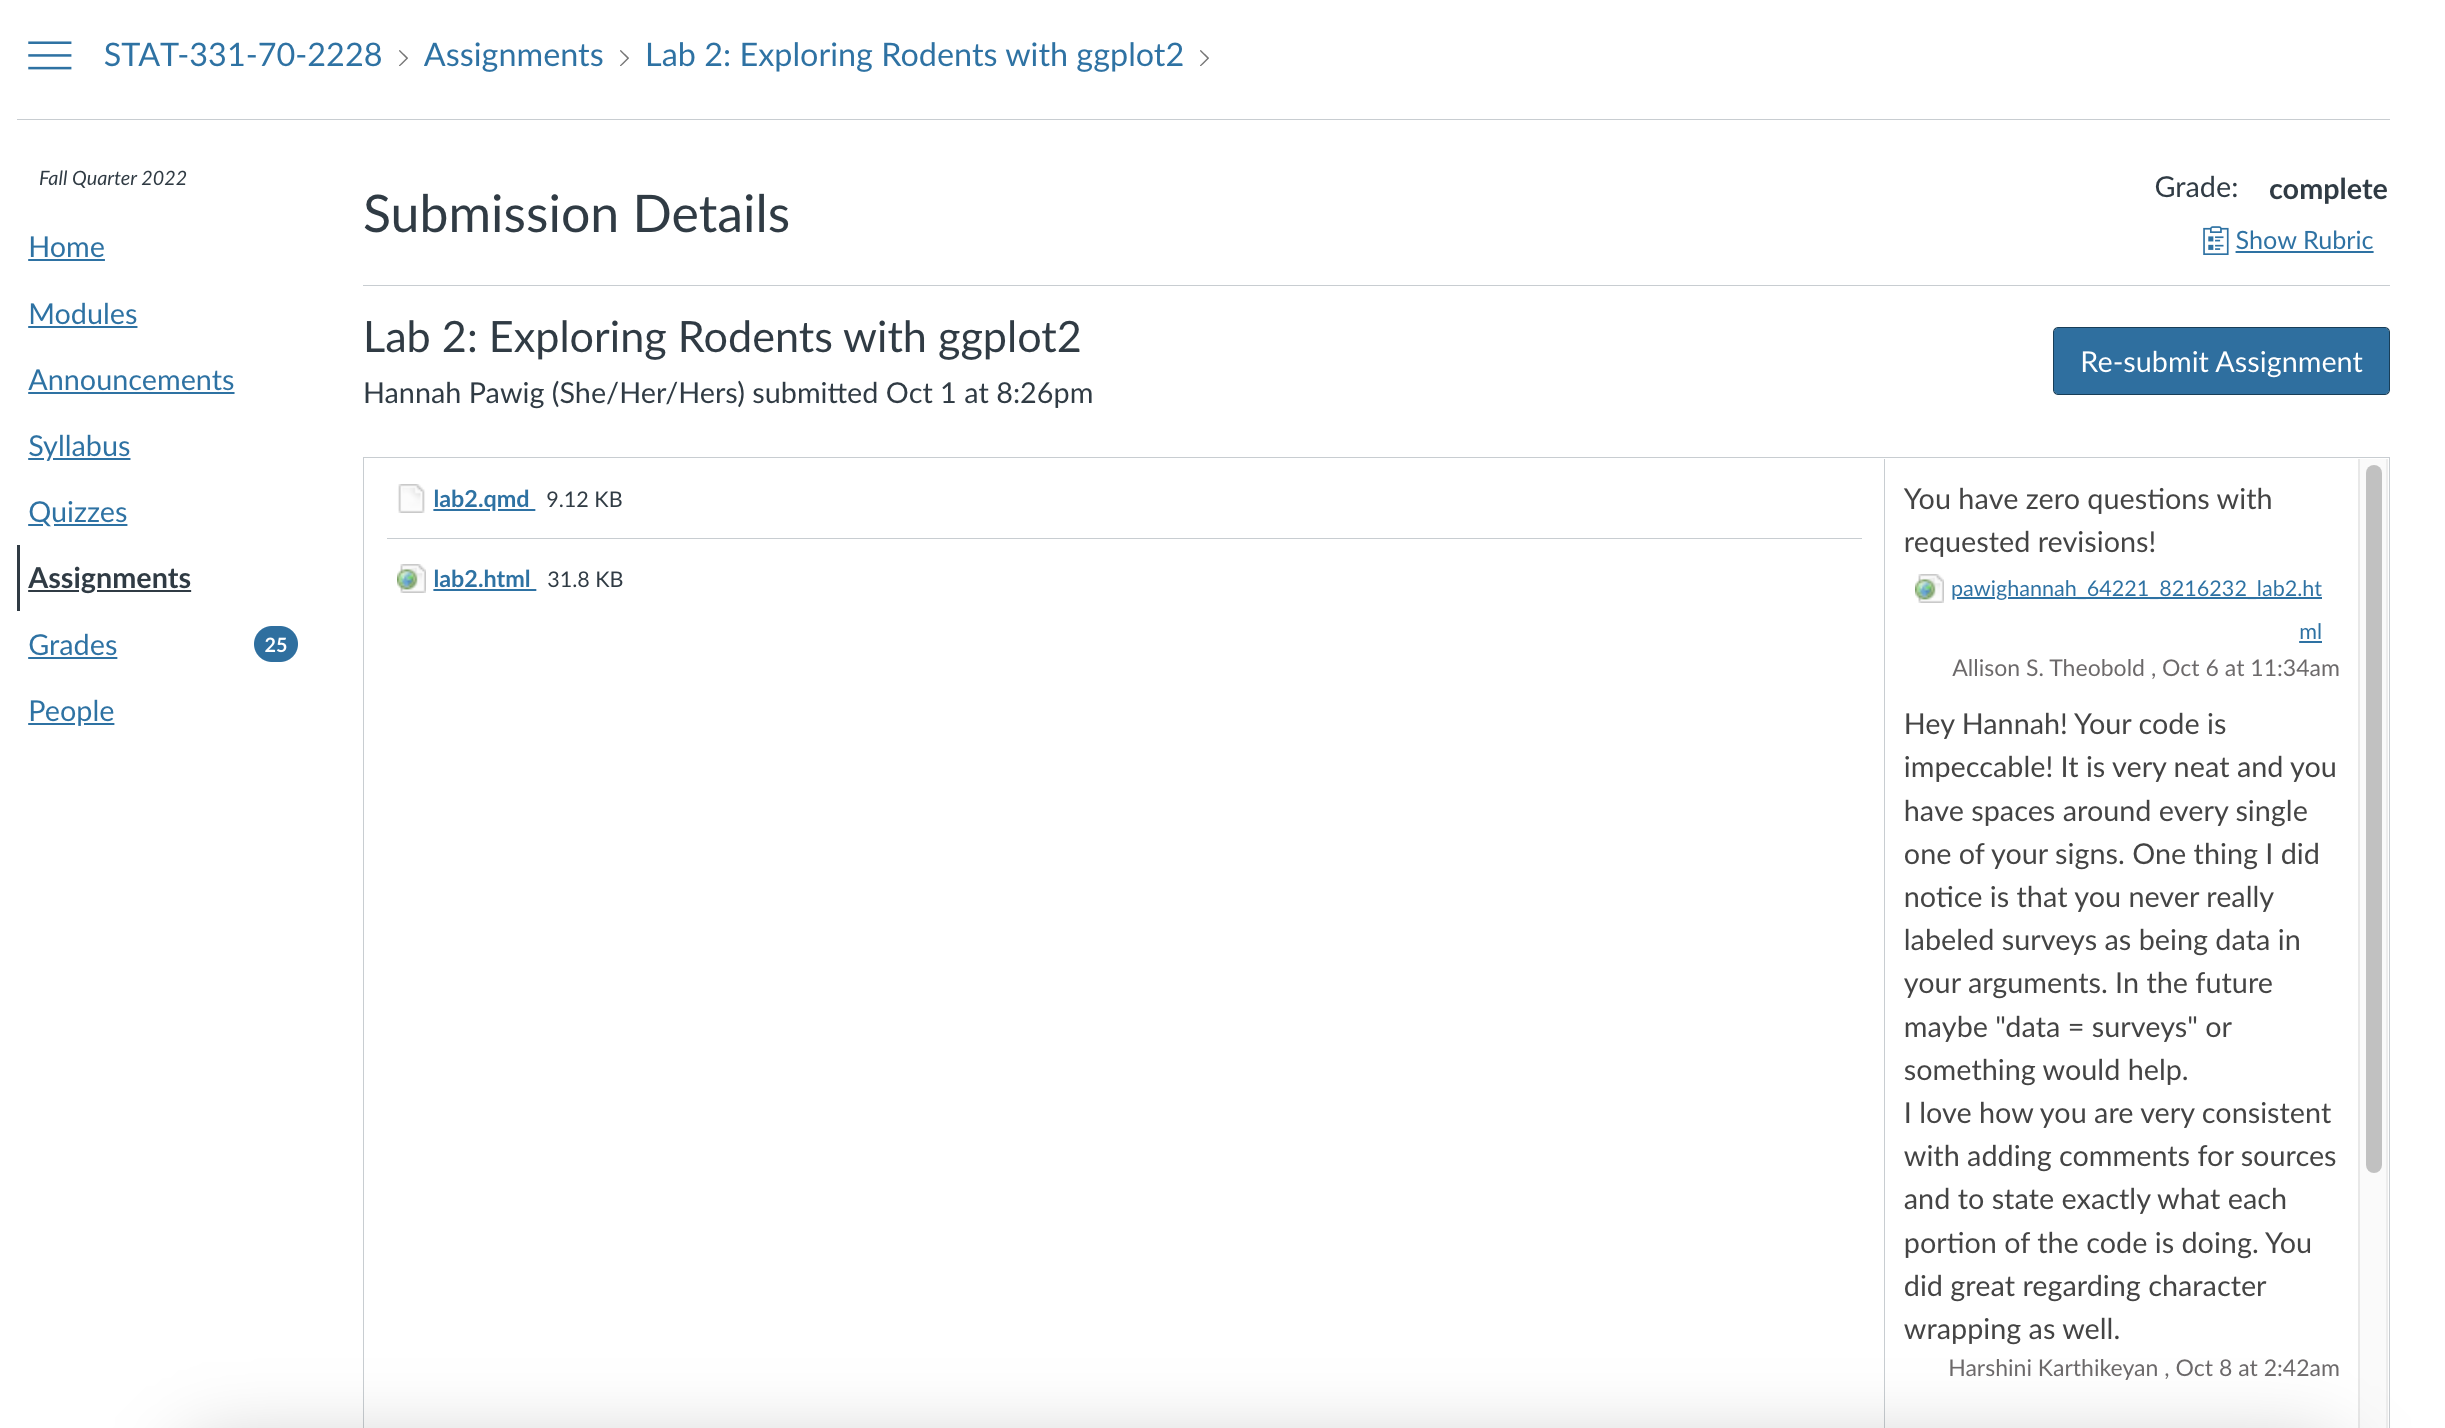 STAT-331-70-2228 > Assignments > Lab 2: Exploring Rodents with ggplot2 >
Fall Quarter 2022
Home
Modules
Announcements
Syllabus
Quizzes
Assignments
Grades 25
People
Submission Details
Grade: complete
Show Rubric
Lab 2: Exploring Rodents with ggplot2
Hannah Pawig (She/Her/Hers) submitted Oct 1 at 8:26pm
Re-submit Assignment
lab2.qmd 9.12 KB
lab2.html 31.8 KB
You have zero questions with
requested revisions!
pawighannah_64221_8216232_lab2.ht
ml
Allison S. Theobold , Oct 6 at 11:34am
Hey Hannah! Your code is
impeccable! It is very neat and you
have spaces around every single
one of your signs. One thing I did
notice is that you never really
labeled surveys as being data in
your arguments. In the future
maybe "data = surveys" or
something would help.
I love how you are very consistent
with adding comments for sources
and to state exactly what each
portion of the code is doing. You
did great regarding character
wrapping as well.
Harshini Karthikeyan , Oct 8 at 2:42am